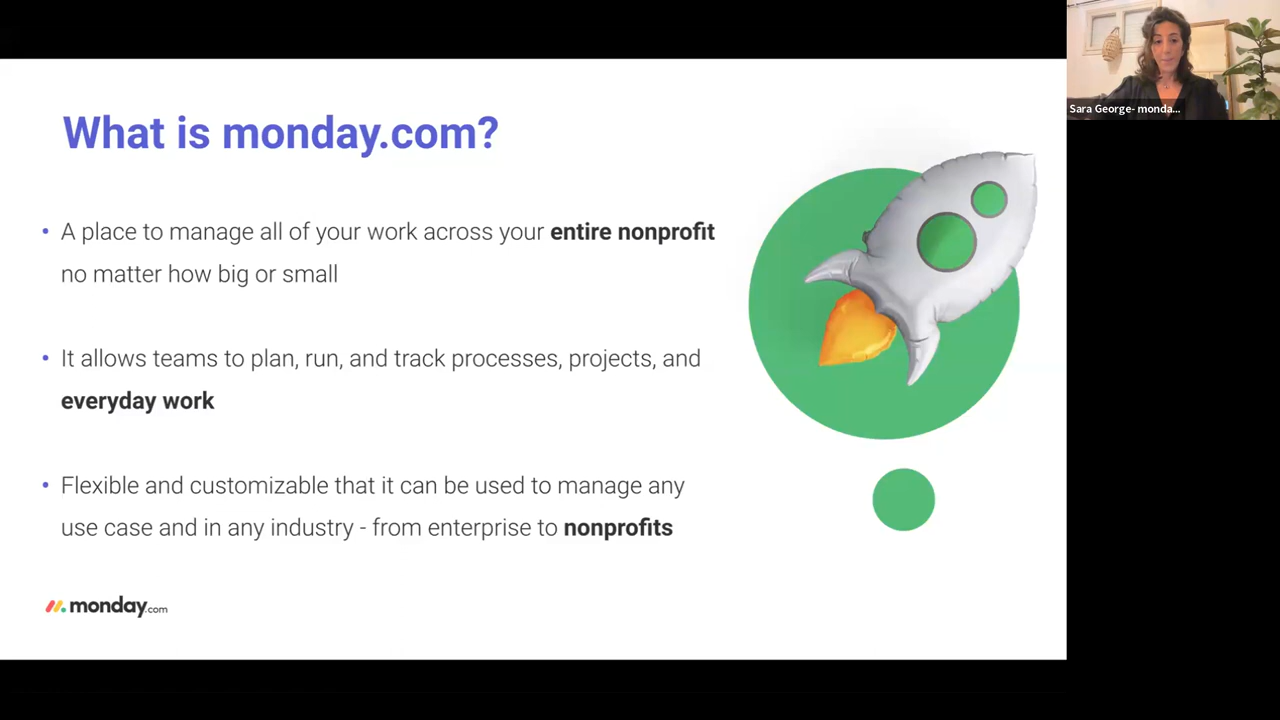 What is monday.com?
• A place to manage all of your work across your entire nonprofit
no matter how big or small
• It allows teams to plan, run, and track processes, projects, and
everyday work
• Flexible and customizable that it can be used to manage any
use case and in any industry - from enterprise to nonprofits
monday.com
Sara George- monda...